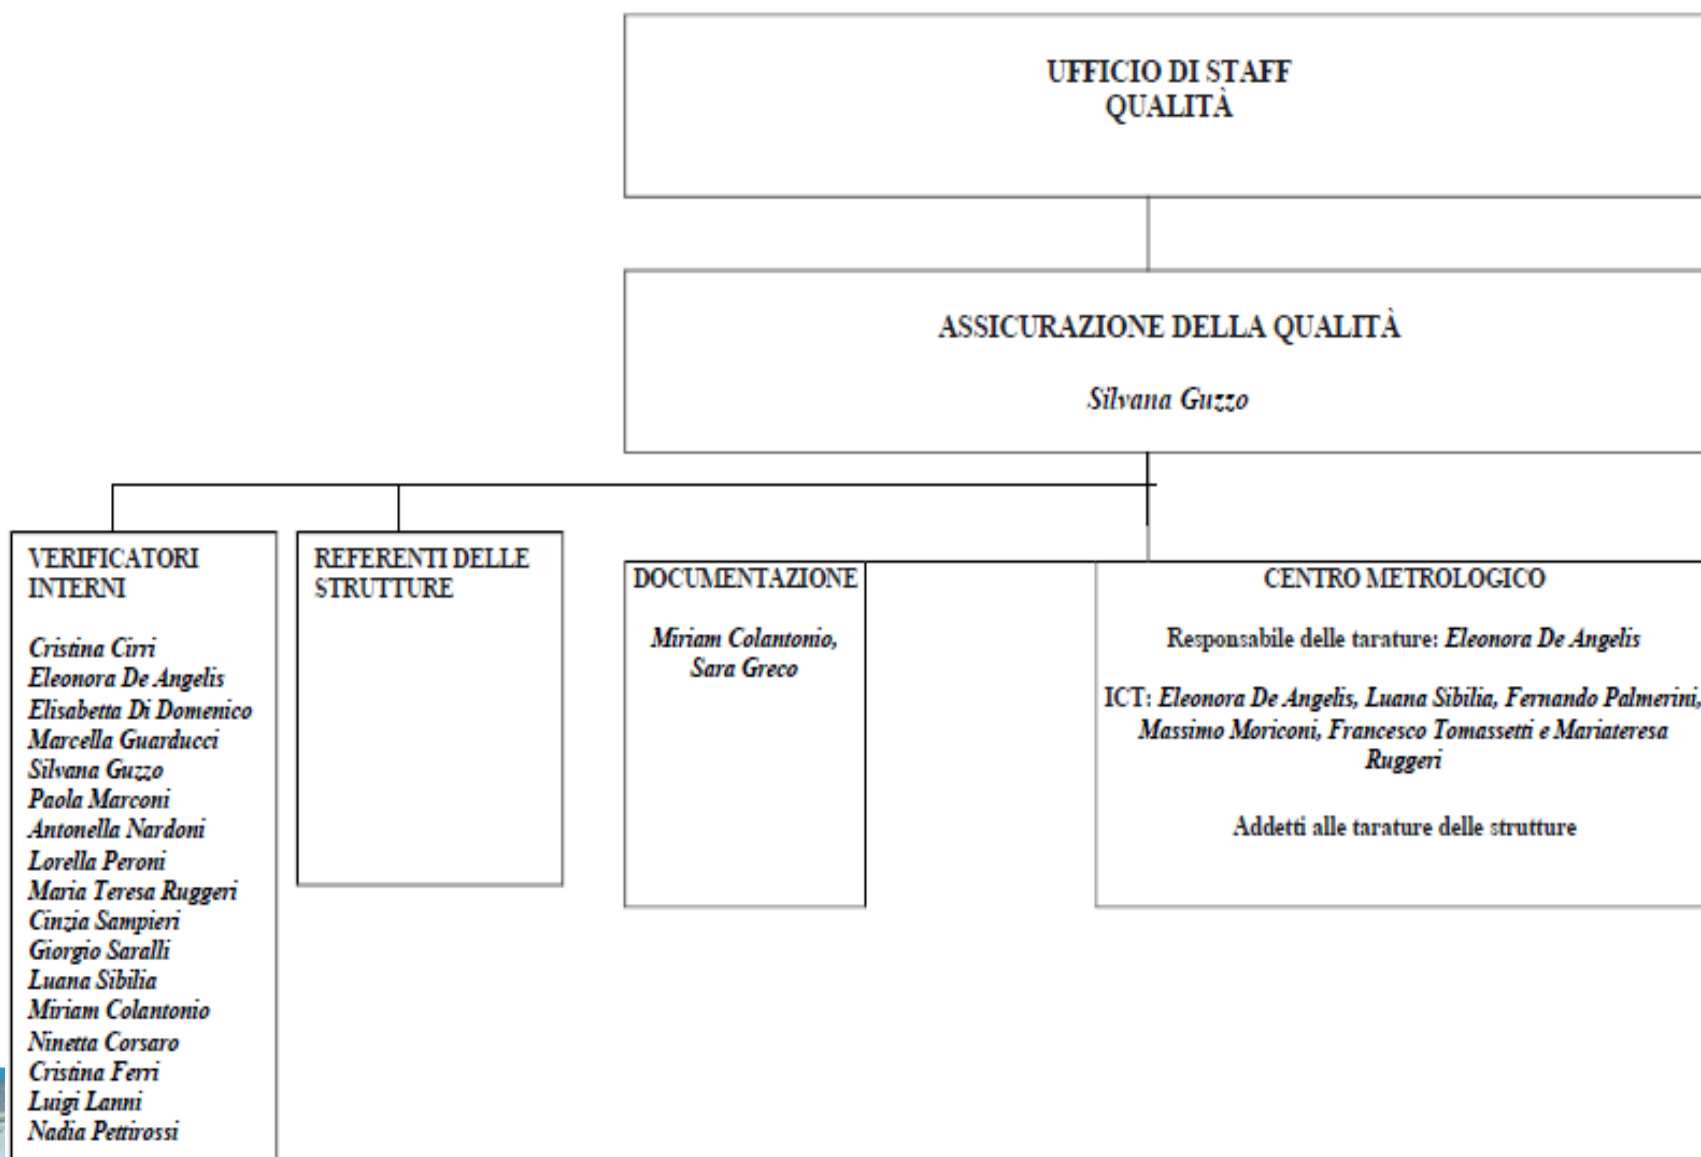 UFFICIO DI STAFF
QUALITÀ
ASSICURAZIONE DELLA QUALITÀ
Silvana Guzzo
VERIFICATORI
INTERNI
Cristina Cirri
Eleonora De Angelis
Elisabetta Di Domenico
Marcella Guarducci
Silvana Guzzo
Paola Marconi
Antonella Nardoni
Lorella Peroni
Maria Teresa Ruggeri
Cinzia Sampieri
Giorgio Saralli
Luana Sibilia
Miriam Colantonio
Ninetta Corsaro
Cristina Ferri
Luigi Lanni
Nadia Pettirossi
REFERENTI DELLE
STRUTTURE
DOCUMENTAZIONE
Miriam Colantonio,
Sara Greco
CENTRO METROLOGICO
Responsabile delle tarature: Eleonora De Angelis
ICT: Eleonora De Angelis, Luana Sibilia, Fernando Palmerini,
Massimo Moriconi, Francesco Tomassetti e Mariateresa
Ruggeri
Addetti alle tarature delle strutture